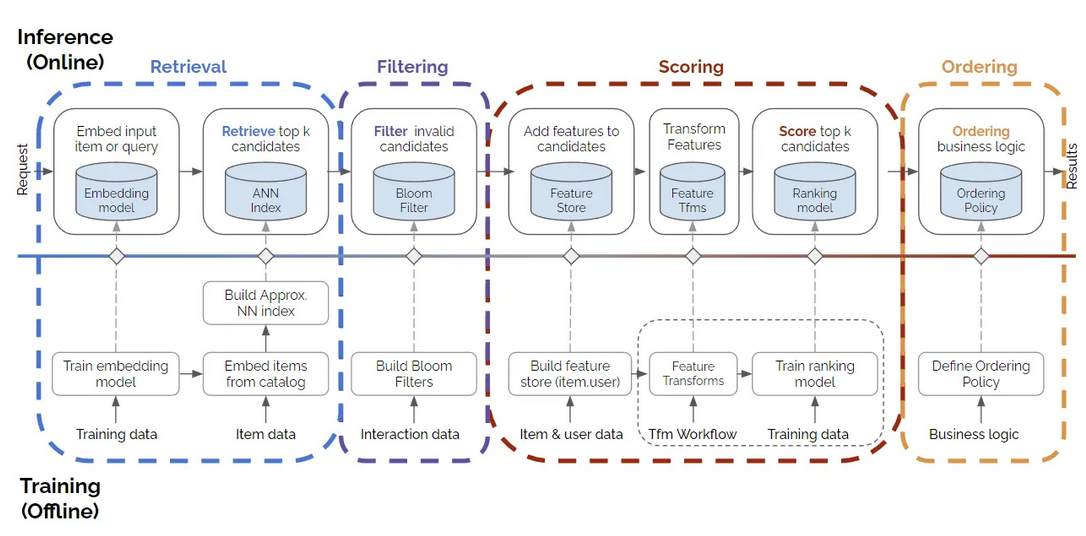 Inference
(Online)
Retrieval
Filtering
Scoring
Ordering
Request
Embed input
item or query
Embedding
model
Retrieve top k
candidates
ANN
Index
Filter invalid
candidates
Bloom
Filter
Add features to
candidates
Feature
Store
Transform
Features
Feature
Tfms
Score top k
candidates
Ranking
model
Ordering
business logic
Ordering
Policy
Results
Build Approx.
NN index
Train embedding
model
Embed items
from catalog
Build Bloom
Filters
Build feature
store (item.user)
Feature
Transforms
Train ranking
model
Define Ordering
Policy
Training data
Item data
Interaction data
Item & user data
Tfm Workflow
Training data
Business logic
Training
(Offline)